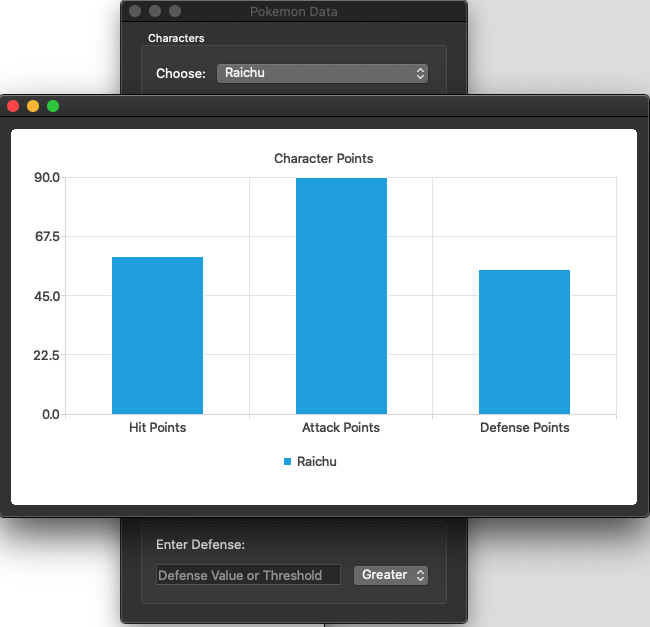 Pokemon Data
Characters
Choose: Raichu
Character Points
90.0
67.5
45.0
22.5
0.0
Hit Points Attack Points Defense Points
Raichu
Enter Defense:
Defense Value or Threshold Greater